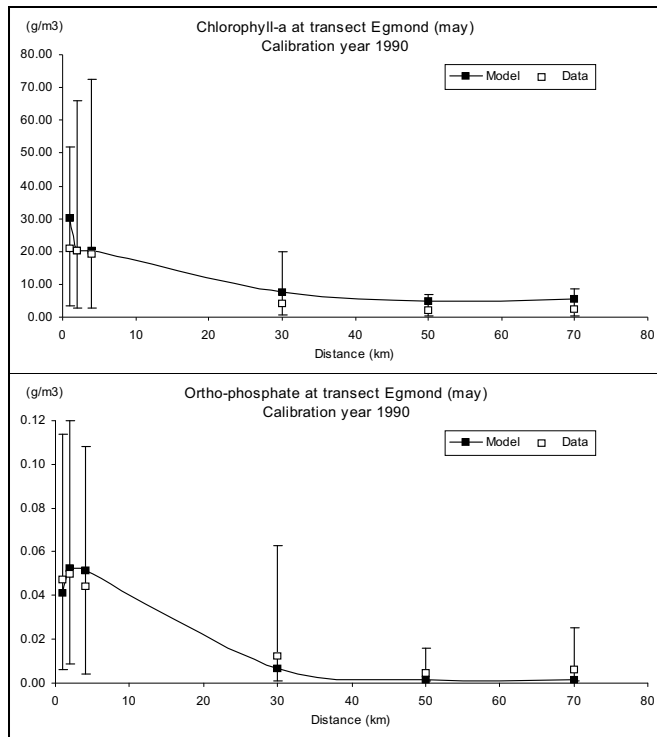 (g/m3)
Chlorophyll-a at transect Egmond (may)
Calibration year 1990
Model Data
80.00
70.00
60.00
50.00
40.00
30.00
20.00
10.00
0.00
0 10 20 30 40 50 60 70 80
Distance (km)
(g/m3)
Ortho-phosphate at transect Egmond (may)
Calibration year 1990
Model Data
0.12
0.10
0.08
0.06
0.04
0.02
0.00
0 10 20 30 40 50 60 70 80
Distance (km)